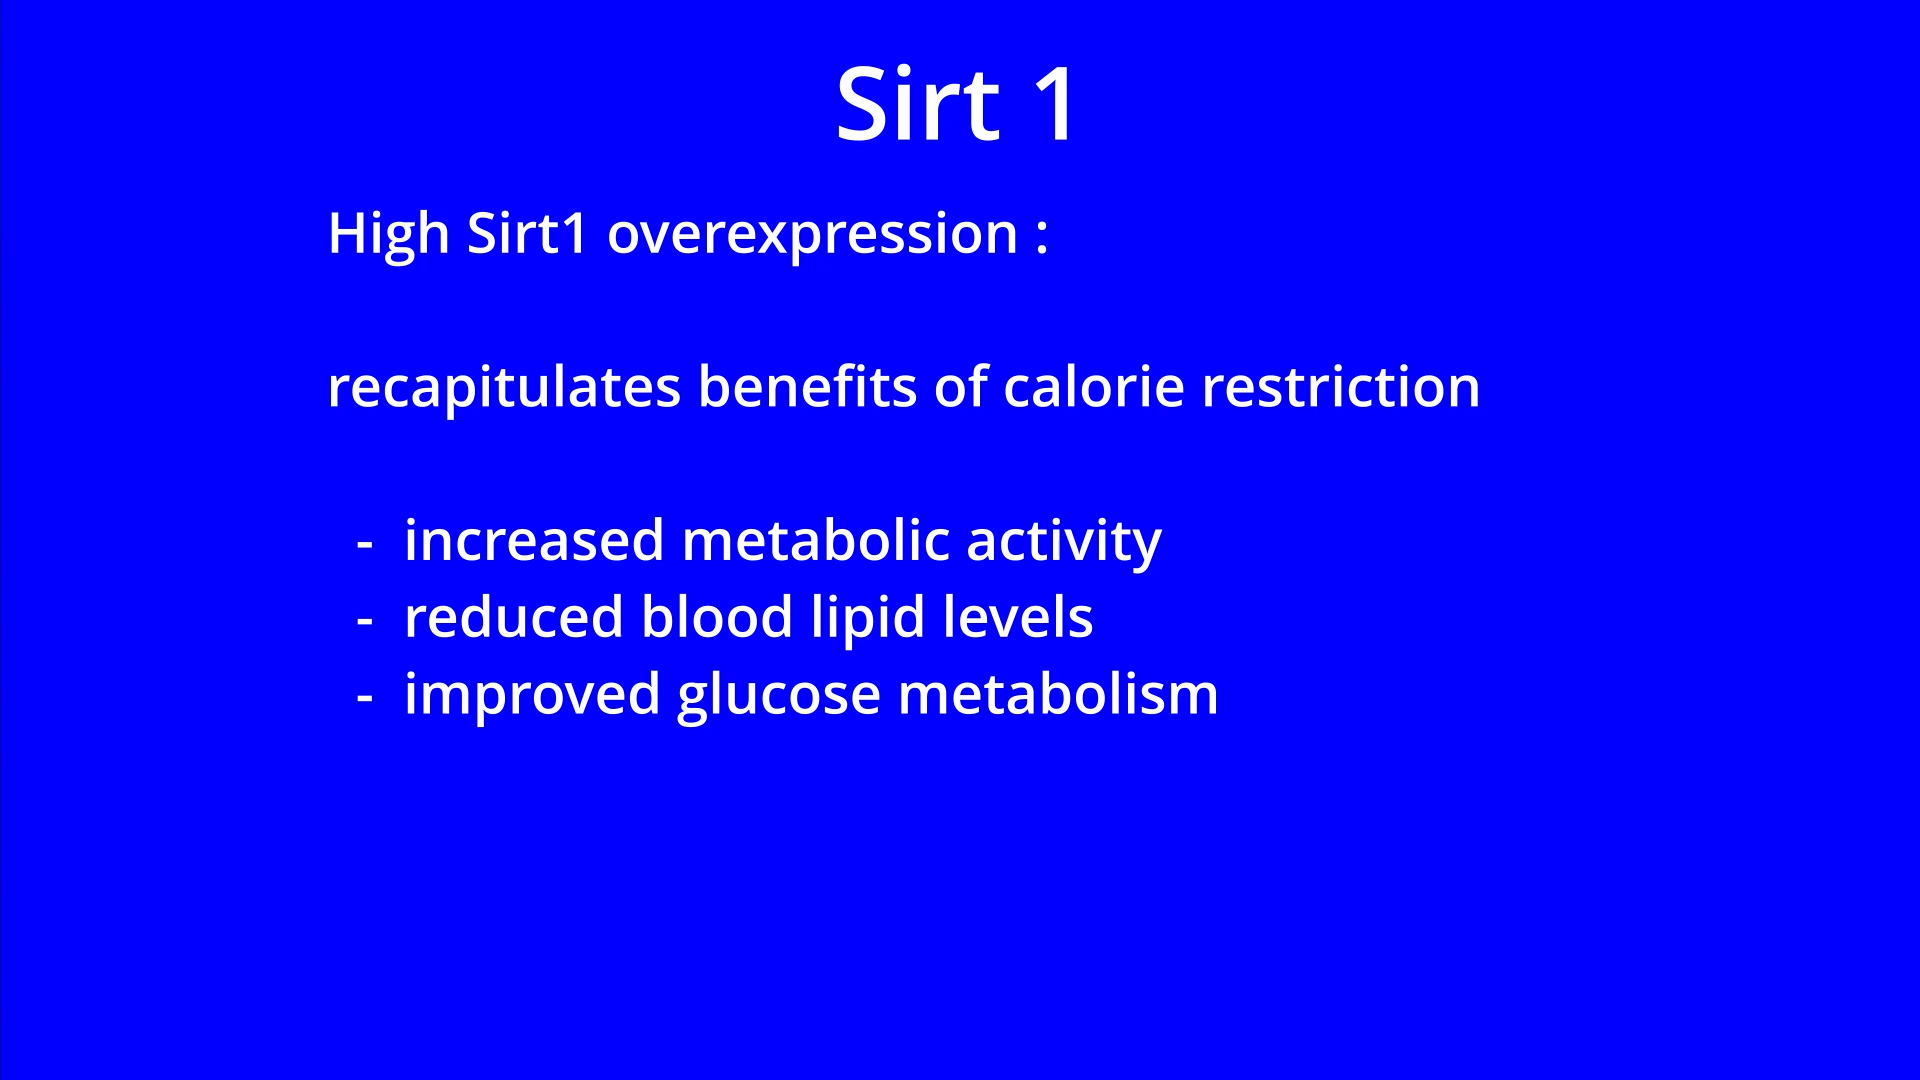 Sirt 1
High Sirt1 overexpression :
recapitulates benefits of calorie restriction
- increased metabolic activity
- reduced blood lipid levels
- improved glucose metabolism